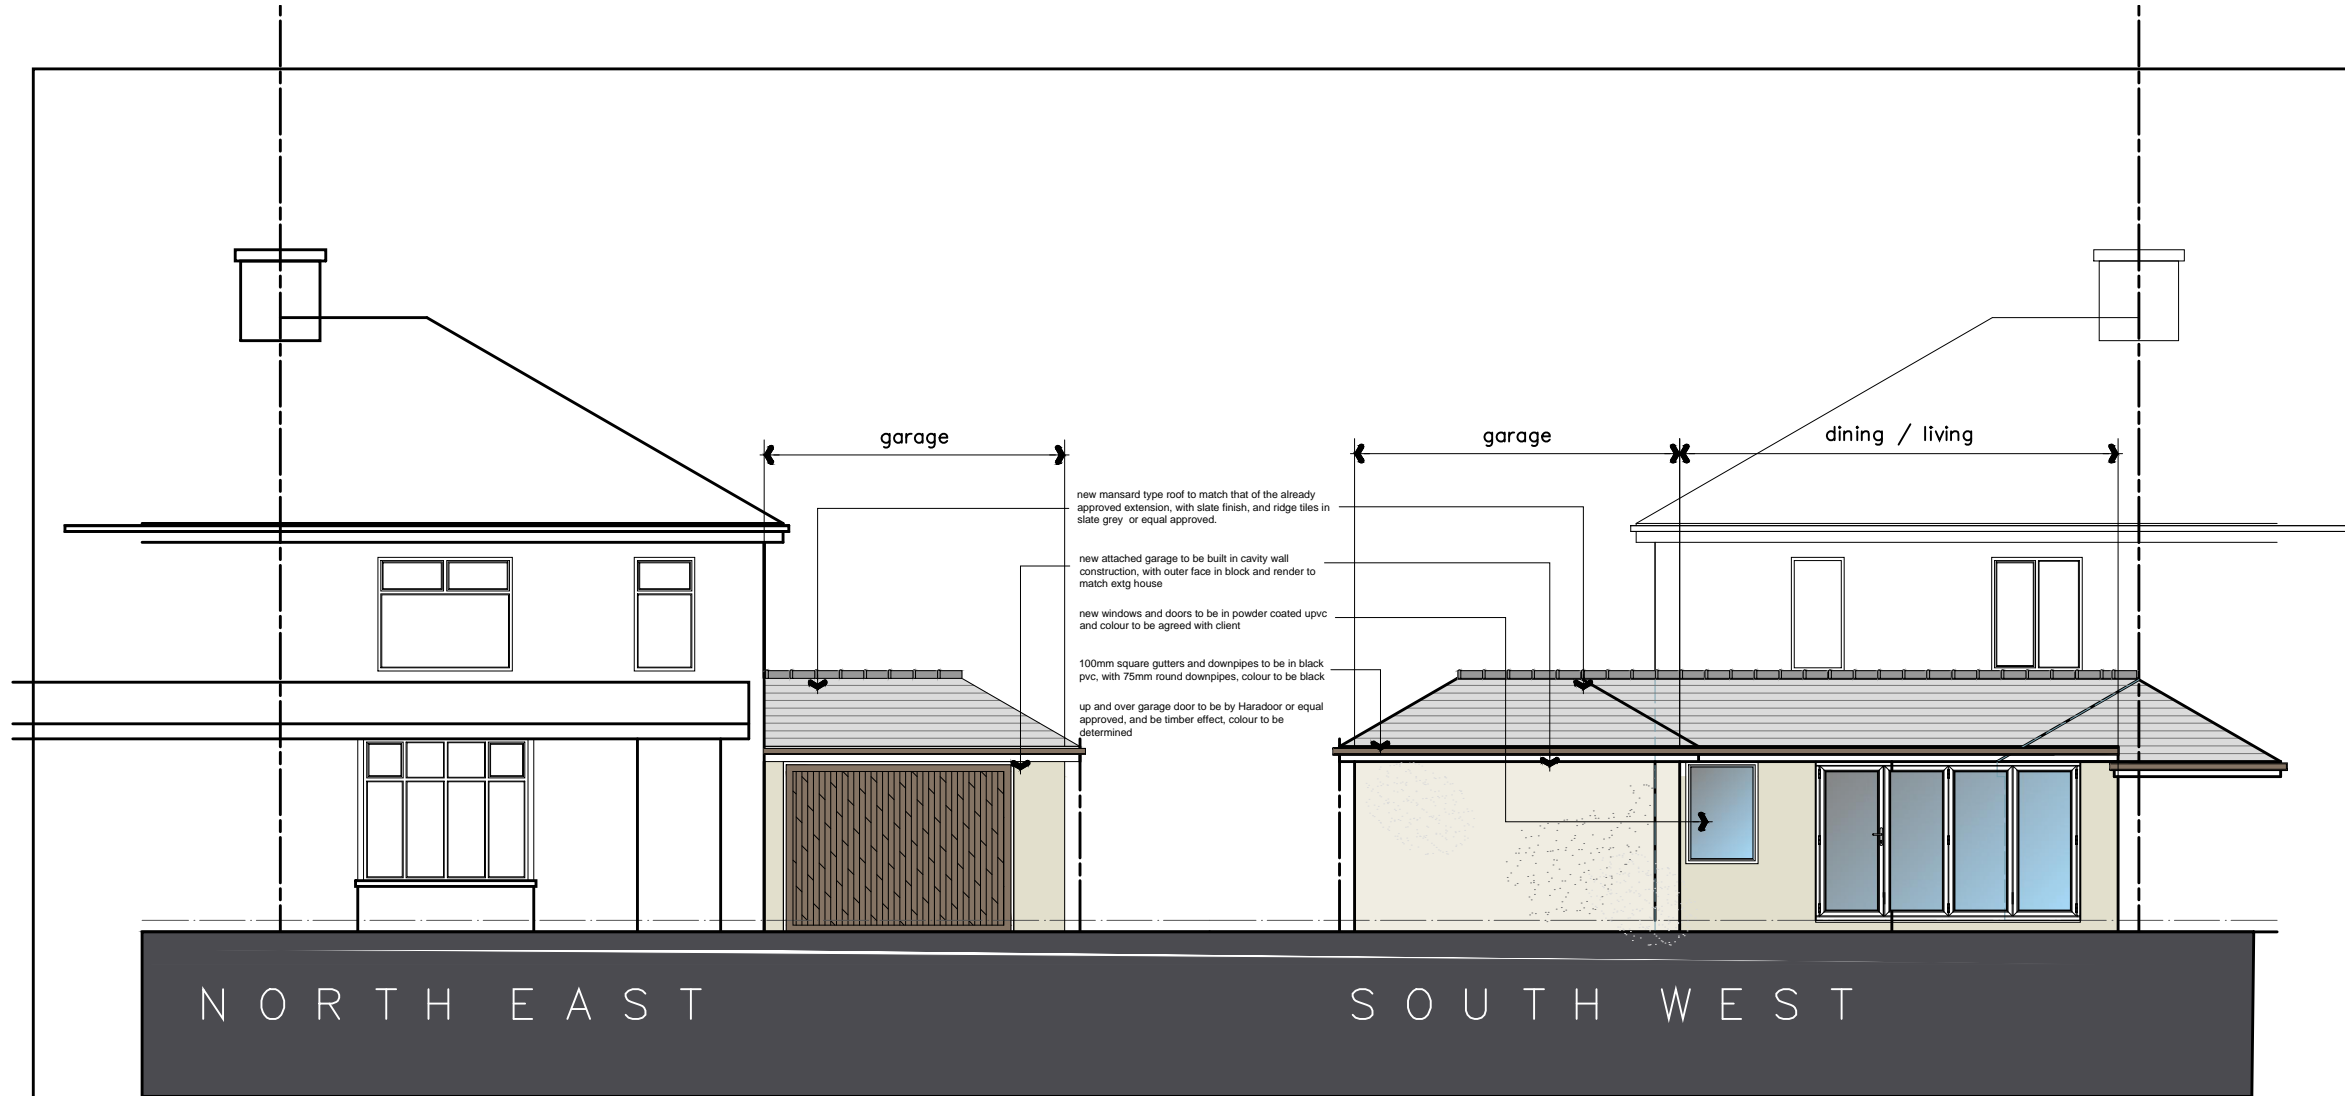 garage
garage
dining / living
new mansard type roof to match that of the already
approved extension, with slate finish, and ridge tiles in
slate grey or equal approved.
new attached garage to be built in cavity wall
construction, with outer face in block and render to
match extg house
new windows and doors to be in powder coated upvc
and colour to be agreed with client
100mm square gutters and downpipes to be in black
pvc, with 75mm round downpipes, colour to be black
up and over garage door to be by Haradoor or equal
approved, and be timber effect, colour to be
determined
NORTH EAST
SOUTH WEST